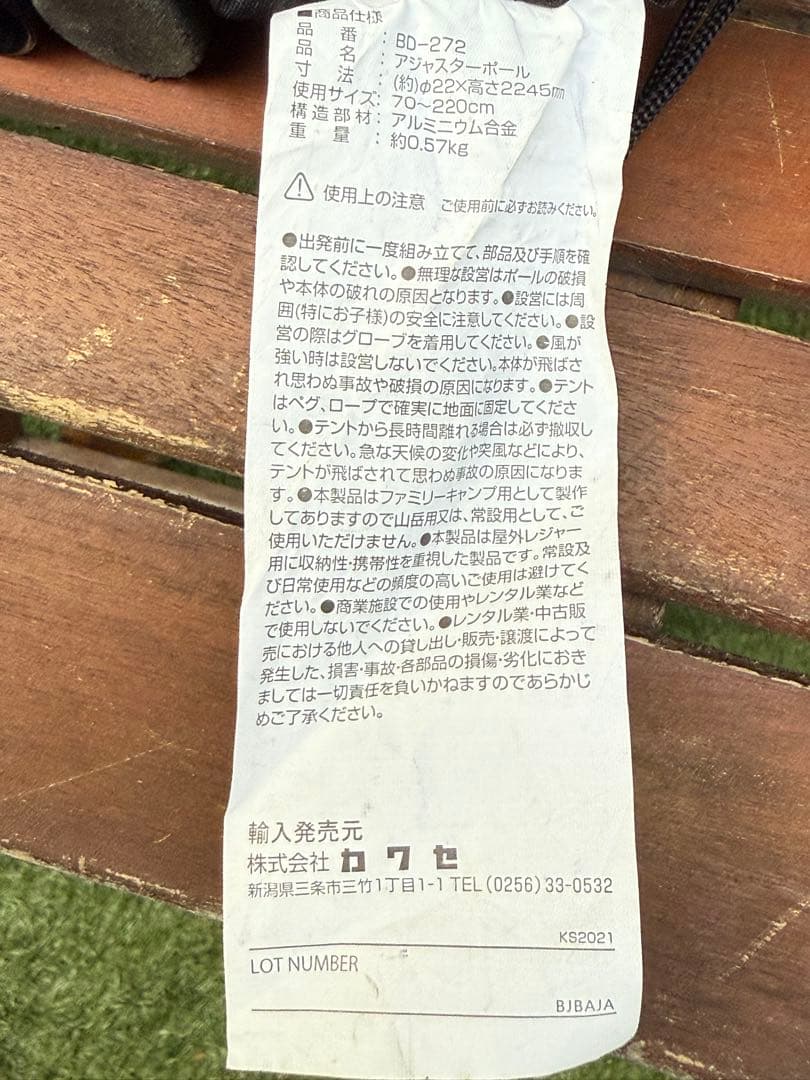 ■商品仕様
品番：BD-272
品名：アジャスターポール
寸法：(約)φ22×高さ2245mm
使用サイズ：70～220cm
構造部材：アルミニウム合金
重量：約0.57kg
⚠使用上の注意 ご使用前に必ずお読みください。
●出発前に一度組み立てて、部品及び手順を確
認してください。●無理な設営はポールの破損
や本体の破れの原因となります。●設営には周
囲(特にお子様)の安全に注意してください。●設
営の際はグローブを着用してください。●風が
強い時は設営しないでください。本体が飛ばさ
れ思わぬ事故や破損の原因になります。●テント
はペグ、ロープで確実に地面に固定してくださ
い。●テントから長時間離れる場合は必ず撤収し
てください。急な天候の変化や突風などにより、
テントが飛ばされて思わぬ事故の原因になりま
す。●本製品はファミリーキャンプ用として製作
してありますので山岳用又は、常設用として、ご
使用いただけません。●本製品は屋外レジャー
用に収納性・携帯性を重視した製品です。常設及
び日常使用などの頻度の高いご使用は避けてく
ださい。●商業施設での使用やレンタル業など
で使用しないでください。●レンタル業・中古販
売における他人への貸し出し・販売・譲渡によって
発生した、損害・事故・各部品の損傷・劣化におき
ましては一切責任を負いかねますのであらかじ
めご了承ください。
輸入発売元
株式会社 カワセ
新潟県三条市三竹1丁目1-1 TEL(0256)33-0532
KS2021
LOT NUMBER
BJBAJA